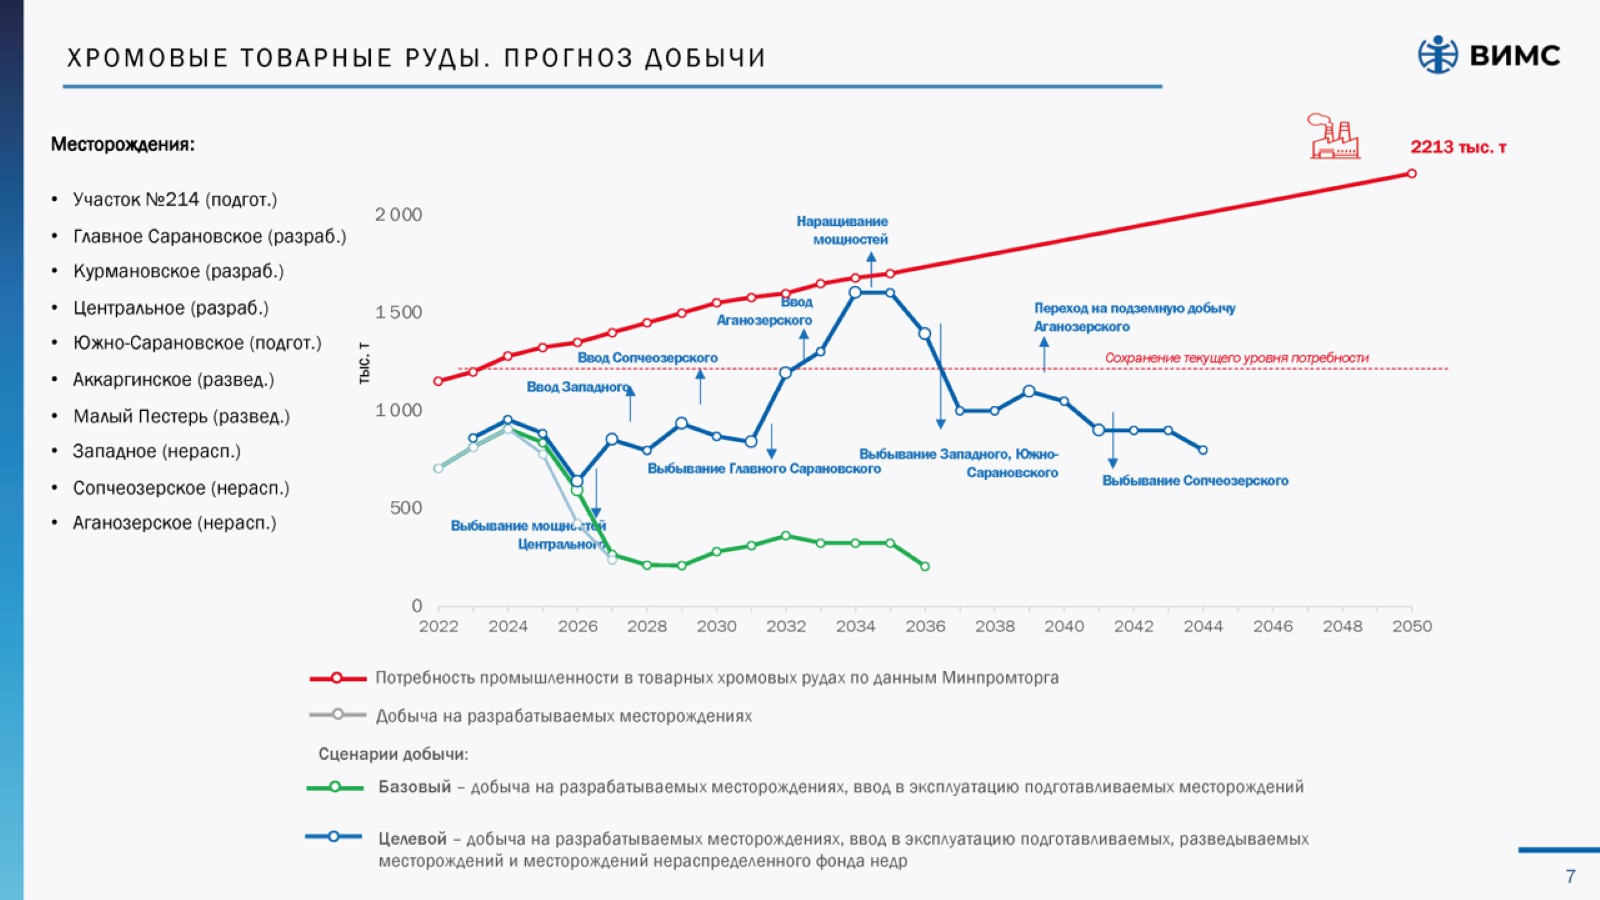 ХРОМОВЫЕ ТОВАРНЫЕ РУДЫ. ПРОГНОЗ ДОБЫЧИ
ВИМС
Месторождения:
• Участок №214 (подгот.)
• Главное Сарановское (разраб.)
• Курмановское (разраб.)
• Центральное (разраб.)
• Южно-Сарановское (подгот.)
• Аккаргинское (развед.)
• Малый Пестерь (развед.)
• Западное (нерасп.)
• Сопчеозерское (нерасп.)
• Аганозерское (нерасп.)
2213 тыс. т
2 000
1 500
1 000
500
0
тыс. т
Наращивание
мощностей
Ввод
Аганозерского
Переход на подземную добычу
Аганозерского
Ввод Сопчеозерского
Сохранение текущего уровня потребности
Ввод Западного
Выбывание Главного Сарановского
Выбывание Западного, Южно-
Сарановского
Выбывание Сопчеозерского
Выбывание мощностей
Центрального
2022 2024 2026 2028 2030 2032 2034 2036 2038 2040 2042 2044 2046 2048 2050
Потребность промышленности в товарных хромовых рудах по данным Минпромторга
Добыча на разрабатываемых месторождениях
Сценарии добычи:
Базовый – добыча на разрабатываемых месторождениях, ввод в эксплуатацию подготавливаемых месторождений
Целевой – добыча на разрабатываемых месторождениях, ввод в эксплуатацию подготавливаемых, разведываемых
месторождений и месторождений нераспределенного фонда недр
7